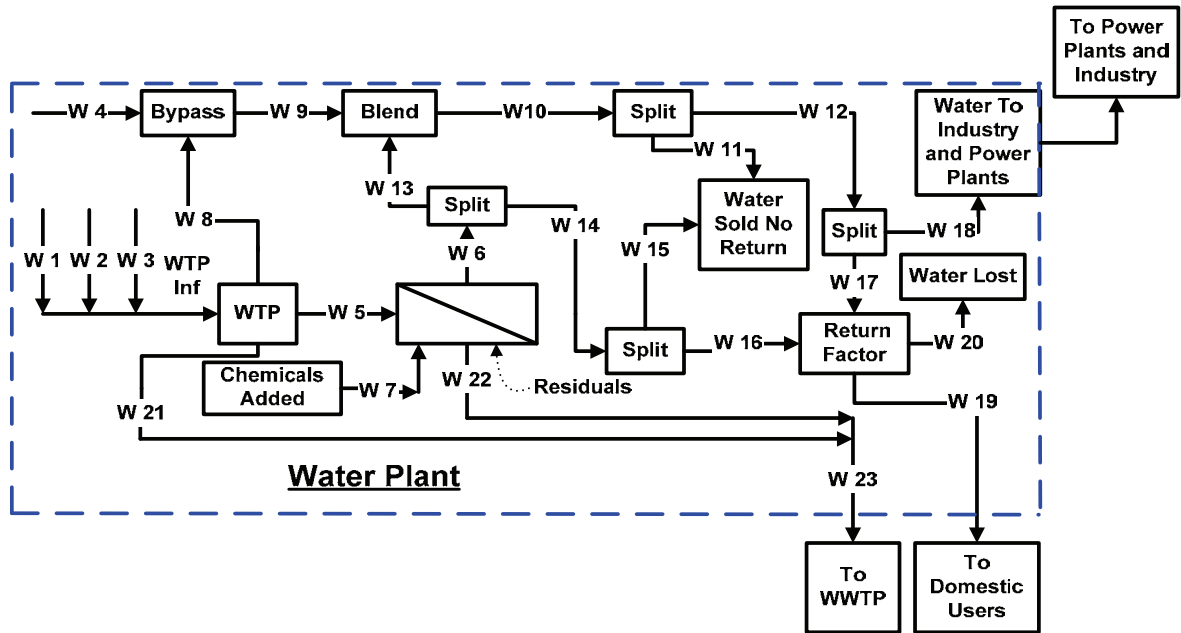 To Power
Plants and
Industry
W 4
Bypass
W 9
Blend
W10
Split
W 12
Water To
Industry
and Power
Plants
W 11
W 13
Split
W 14
Water
Sold No
Return
W 8
W 15
Split
W 18
W 1
W 2
W 3
WTP
Inf
W 6
W 17
Water Lost
WTP
W 5
Split
W 16
Return
Factor
W 20
Chemicals
Added
W 7
W 22
Residuals
W 21
W 19
Water Plant
W 23
To
WWTP
To
Domestic
Users